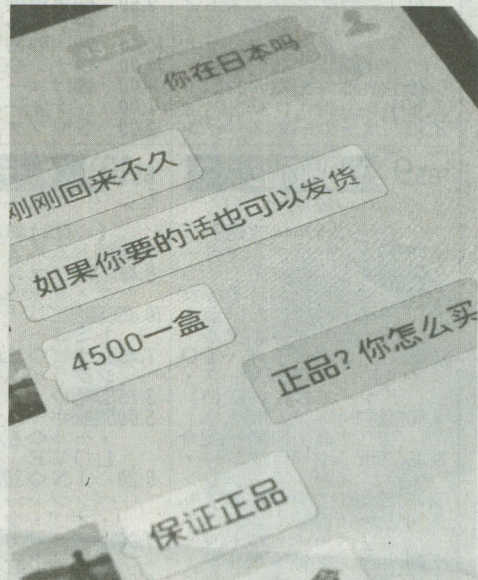 你在日本吗
刚刚回来不久
如果你要的话也可以发货
4500一盒
正品?你怎么买
保证正品